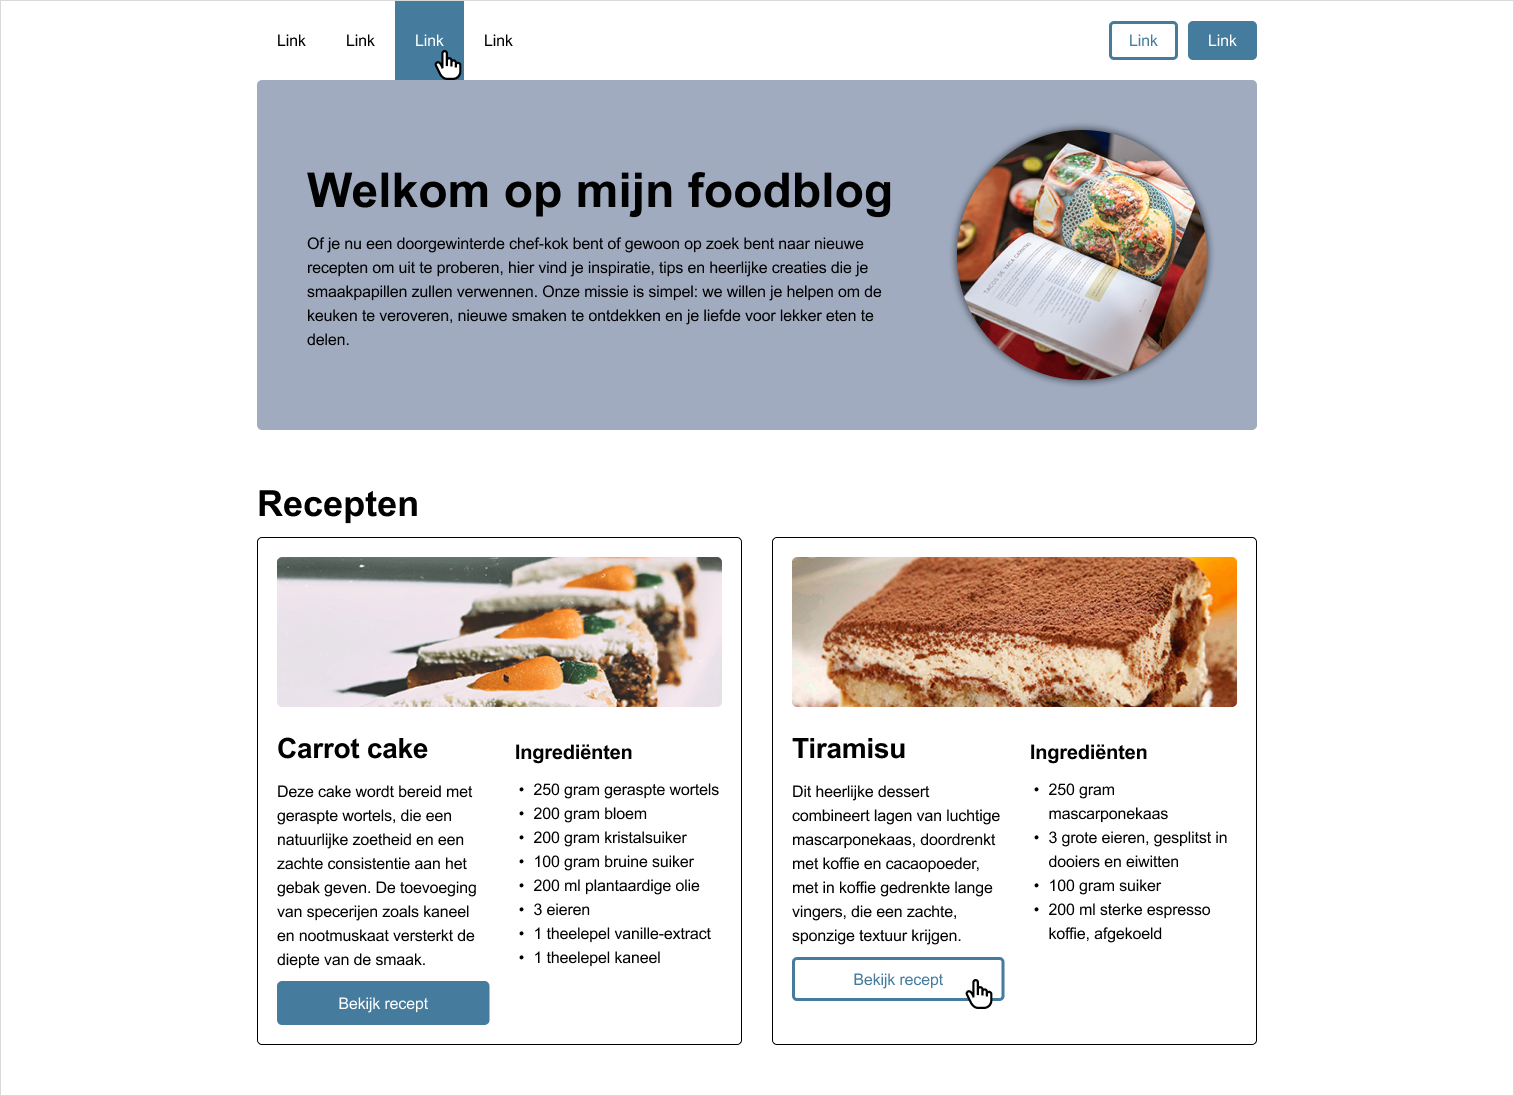 Link Link Link Link Link Link
Welkom op mijn foodblog
Of je nu een doorgewinterde chef-kok bent of gewoon op zoek bent naar nieuwe
recepten om uit te proberen, hier vind je inspiratie, tips en heerlijke creaties die je
smaakpapillen zullen verwennen. Onze missie is simpel: we willen je helpen om de
keuken te veroveren, nieuwe smaken te ontdekken en je liefde voor lekker eten te
delen.
TACOS DE YACA CARNITAS
Recepten
Carrot cake
Deze cake wordt bereid met
geraspte wortels, die een
natuurlijke zoetheid en een
zachte consistentie aan het
gebak geven. De toevoeging
van specerijen zoals kaneel
en nootmuskaat versterkt de
diepte van de smaak.
Bekijk recept
Ingrediënten
• 250 gram geraspte wortels
• 200 gram bloem
• 200 gram kristalsuiker
• 100 gram bruine suiker
• 200 ml plantaardige olie
• 3 eieren
• 1 theelepel vanille-extract
• 1 theelepel kaneel
Tiramisu
Dit heerlijke dessert
combineert lagen van luchtige
mascarponekaas, doordrenkt
met koffie en cacaopoeder,
met in koffie gedrenkte lange
vingers, die een zachte,
sponzige textuur krijgen.
Bekijk recept
Ingrediënten
• 250 gram
mascarponekaas
• 3 grote eieren, gesplitst in
dooiers en eiwitten
• 100 gram suiker
• 200 ml sterke espresso
koffie, afgekoeld